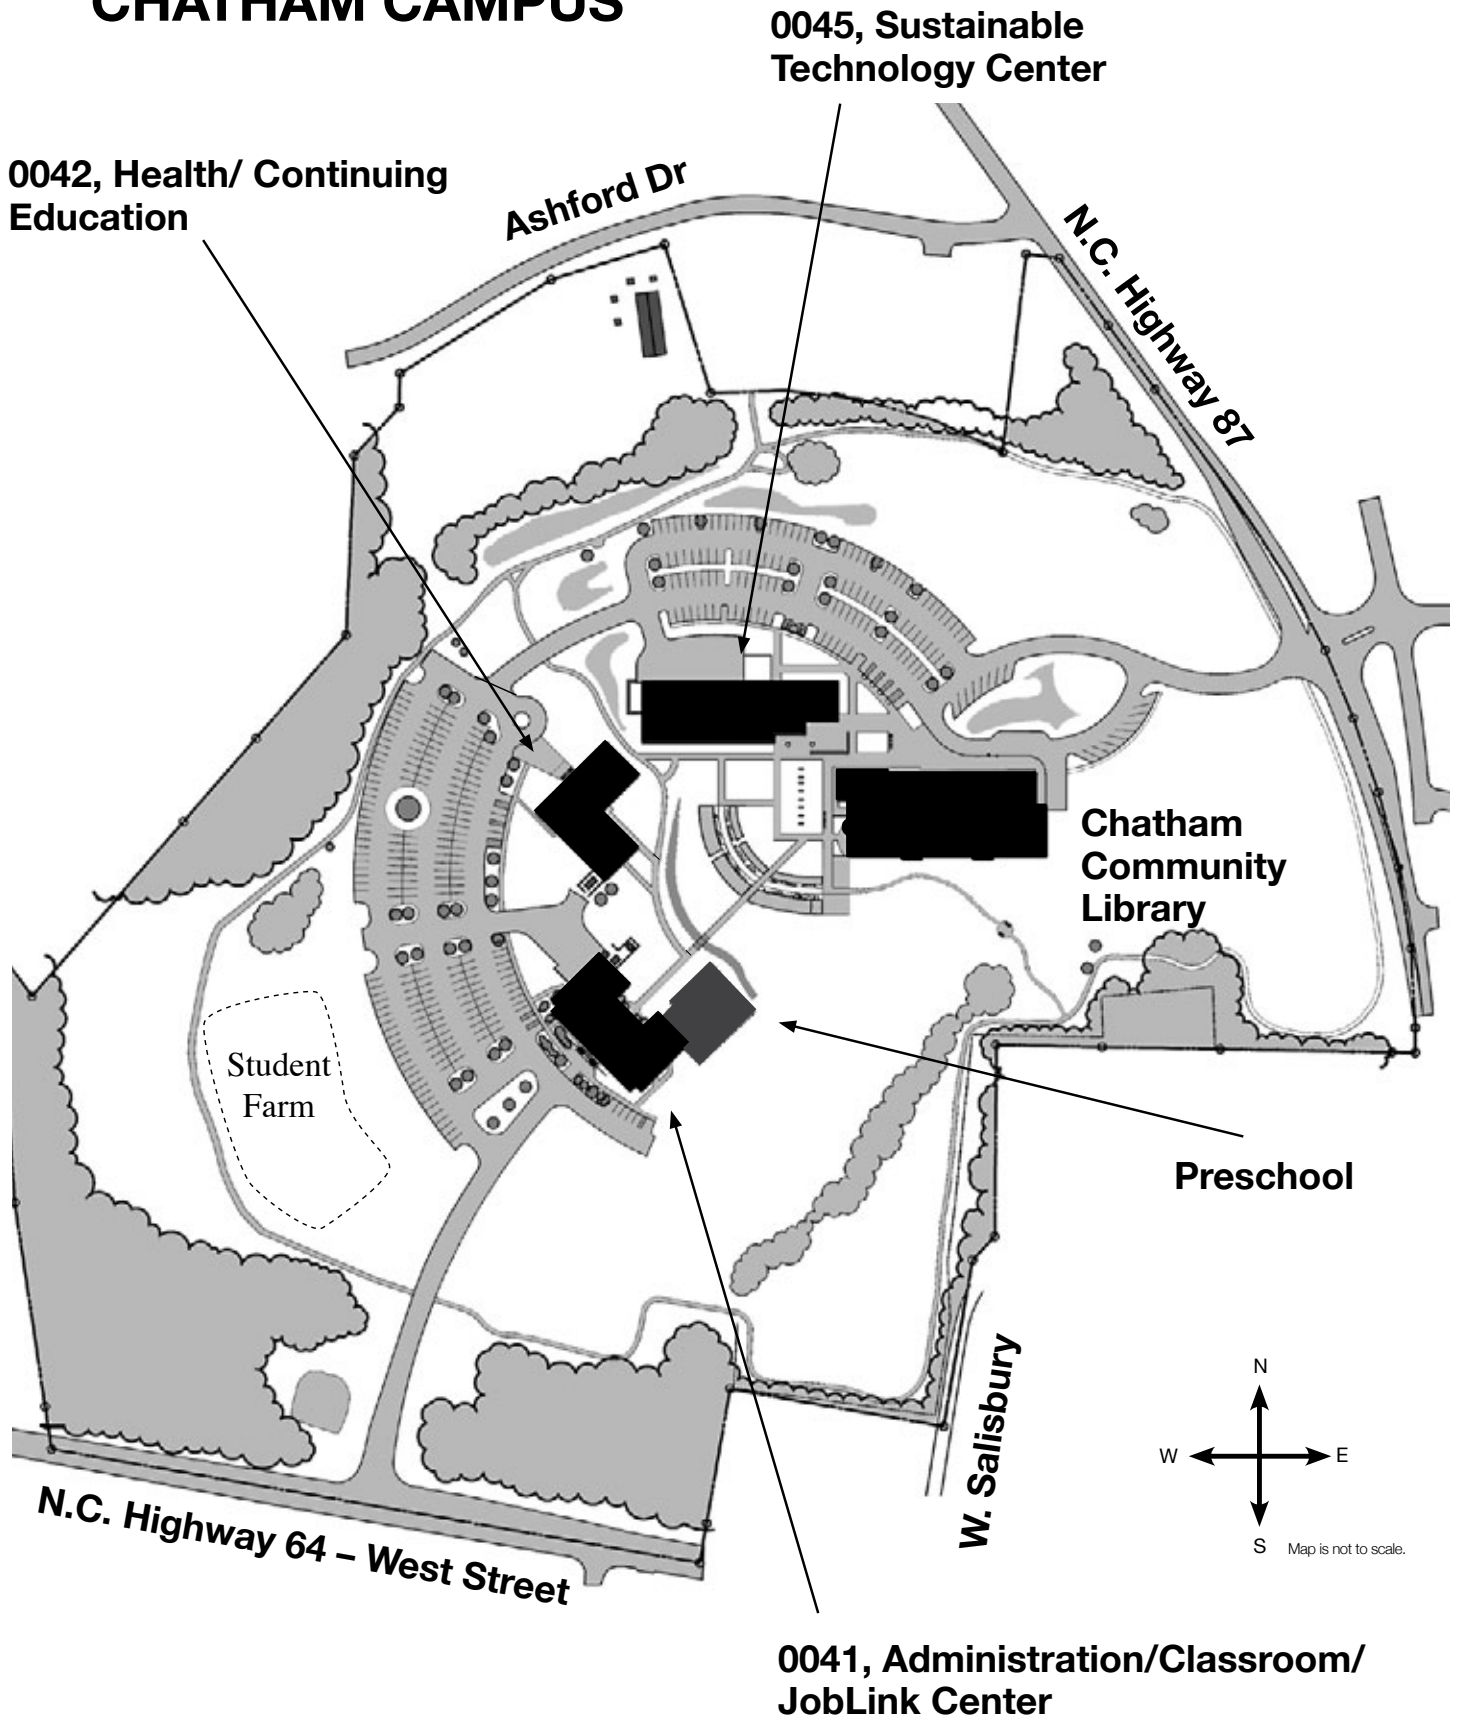 CHATHAM CAMPUS
0045, Sustainable
Technology Center
0042, Health/ Continuing
Education
Ashford Dr
N.C. Highway 87
Chatham
Community
Library
Student
Farm
Preschool
W. Salisbury
N
W
E
S
Map is not to scale.
N.C. Highway 64 – West Street
0041, Administration/Classroom/
JobLink Center